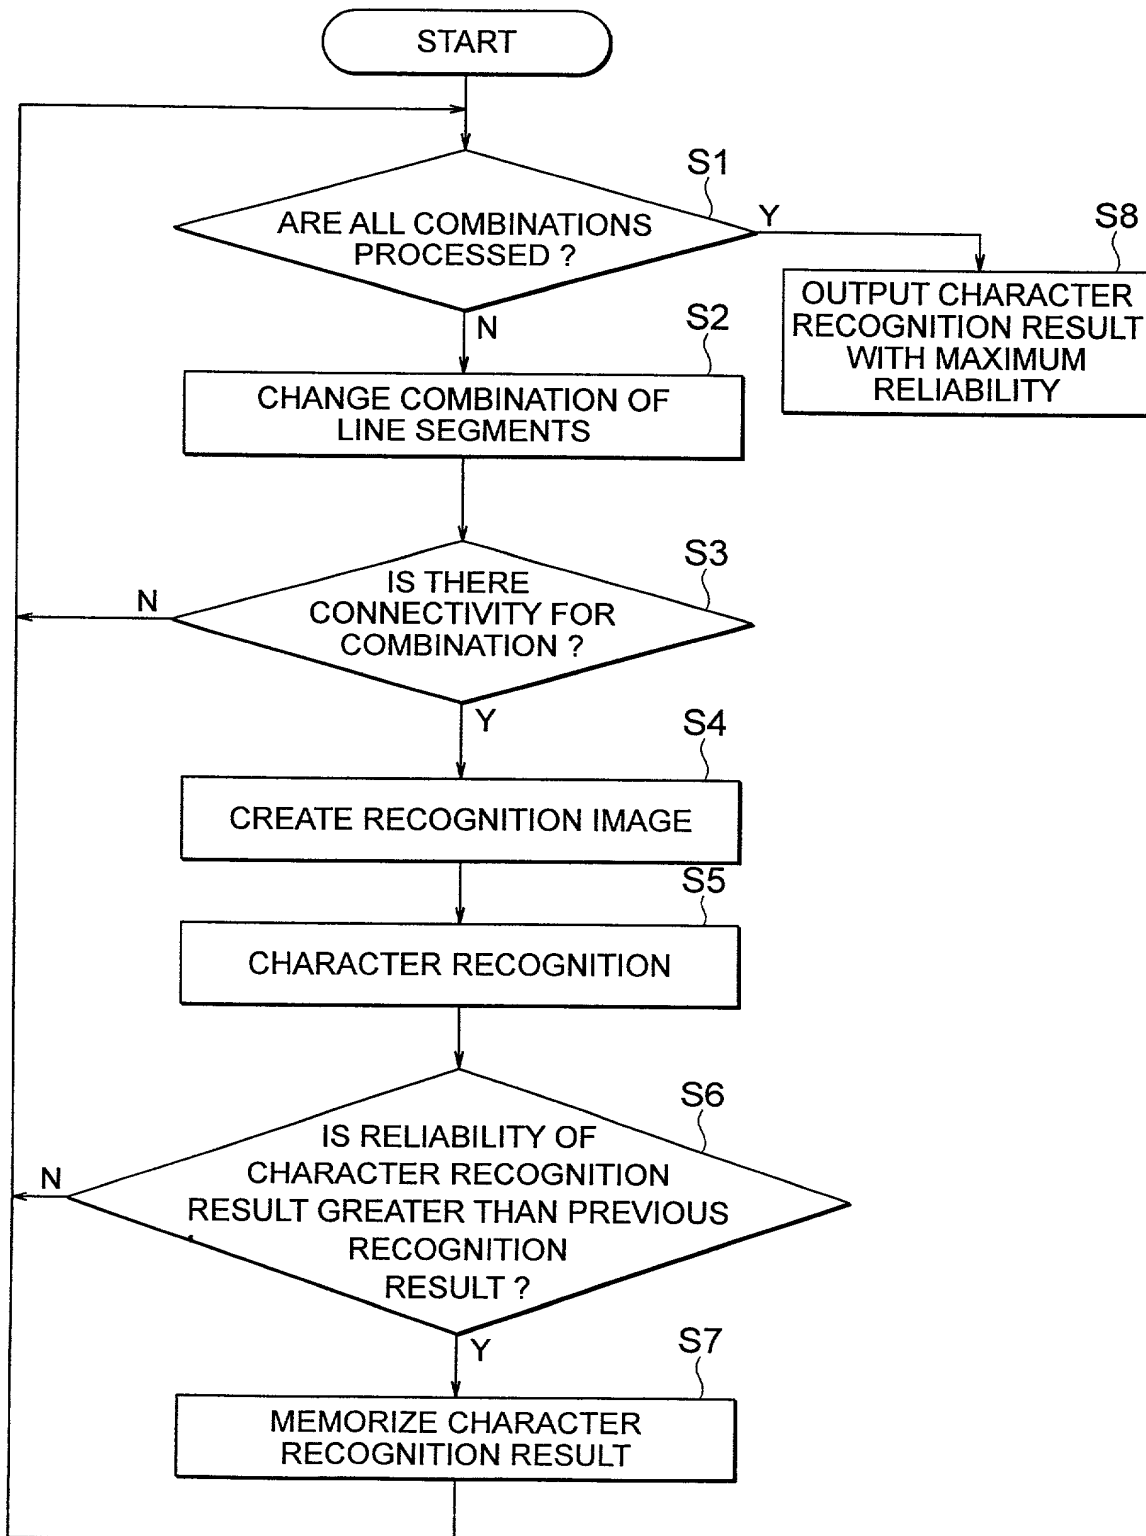 START
S1
ARE ALL COMBINATIONS
PROCESSED ?
Y
S8
OUTPUT CHARACTER
RECOGNITION RESULT
WITH MAXIMUM
RELIABILITY
N
S2
CHANGE COMBINATION OF
LINE SEGMENTS
S3
IS THERE
CONNECTIVITY FOR
COMBINATION ?
N
Y
S4
CREATE RECOGNITION IMAGE
S5
CHARACTER RECOGNITION
S6
IS RELIABILITY OF
CHARACTER RECOGNITION
RESULT GREATER THAN PREVIOUS
RECOGNITION
RESULT ?
N
Y
S7
MEMORIZE CHARACTER
RECOGNITION RESULT